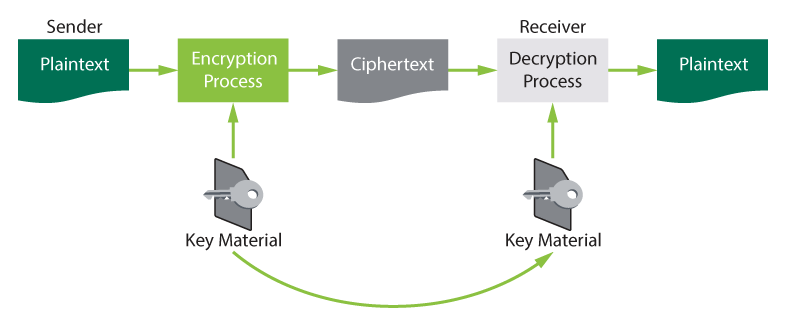 Sender
Receiver
Plaintext
Encryption
Process
Ciphertext
Decryption
Process
Plaintext
Key Material
Key Material